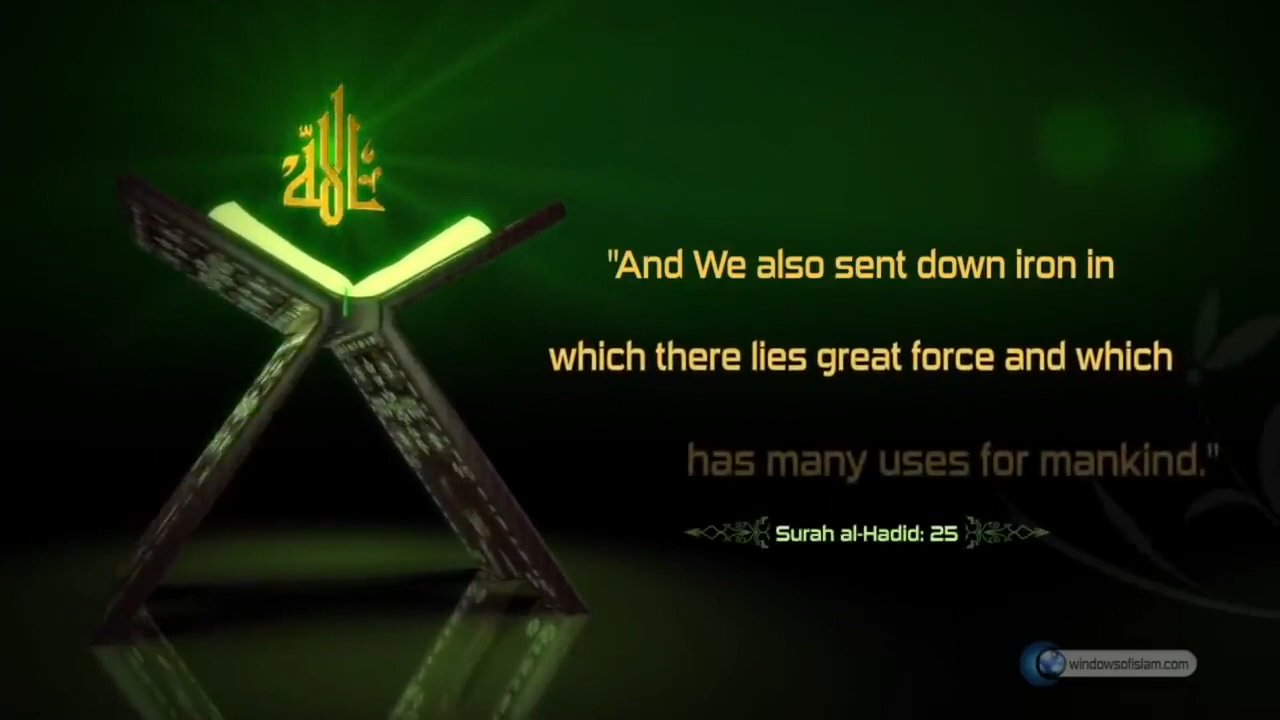 الله
"And We also sent down iron in
which there lies great force and which
has many uses for mankind."
Surah al-Hadid: 25
windowsofislam.com